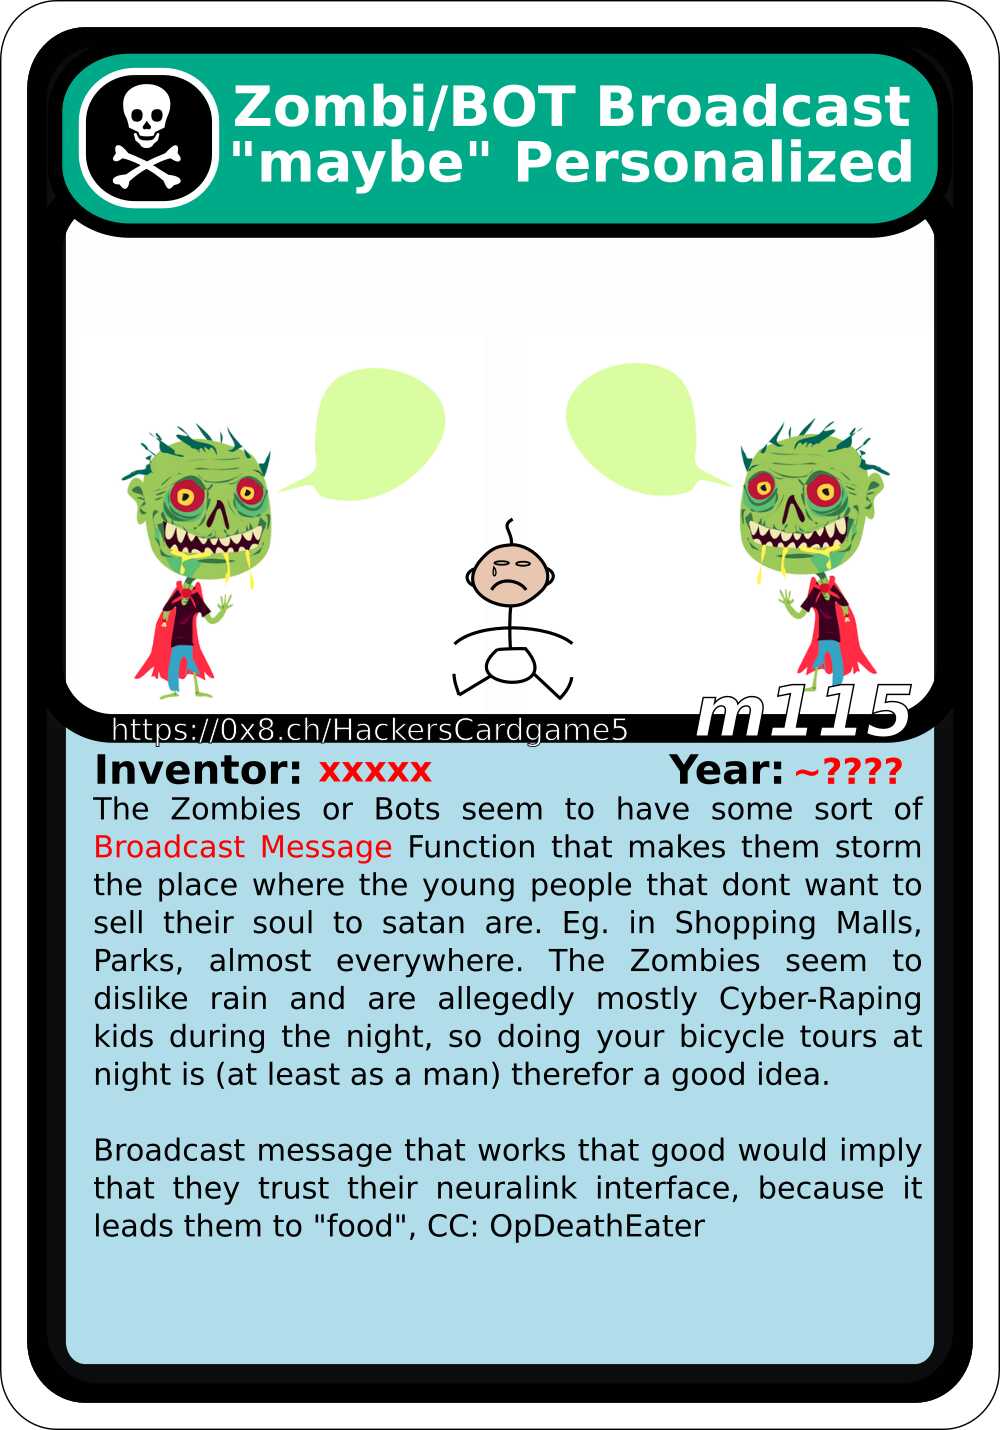 Zombi/BOT Broadcast
"maybe" Personalized
m115
https://0x8.ch/HackersCardgame5
Inventor: xxxxx Year: ~????
The Zombies or Bots seem to have some sort of
Broadcast Message Function that makes them storm
the place where the young people that dont want to
sell their soul to satan are. Eg. in Shopping Malls,
Parks, almost everywhere. The Zombies seem to
dislike rain and are allegedly mostly Cyber-Raping
kids during the night, so doing your bicycle tours at
night is (at least as a man) therefor a good idea.
Broadcast message that works that good would imply
that they trust their neuralink interface, because it
leads them to "food", CC: OpDeathEater